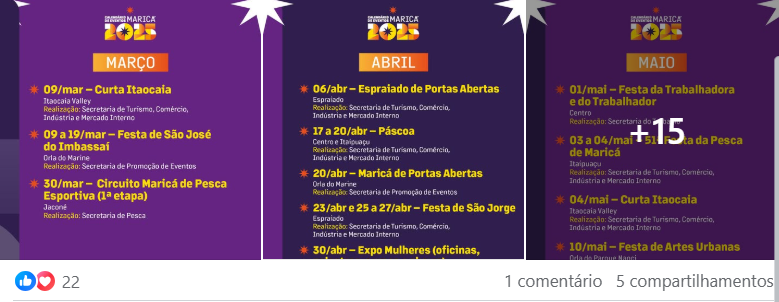 CALENDÁRIO DE EVENTOS MARICÁ
2025
MARÇO
09/mar – Curta Itaocaia
Itaocaia Valley
Realização: Secretaria de Turismo, Comércio,
Indústria e Mercado Interno
09 a 19/mar – Festa de São José
do Imbassaí
Orla do Marine
Realização: Secretaria de Promoção de Eventos
30/mar – Circuito Maricá de Pesca
Esportiva (1ª etapa)
Jaconé
Realização: Secretaria de Pesca
CALENDÁRIO DE EVENTOS MARICÁ
2025
ABRIL
06/abr – Espraiado de Portas Abertas
Espraiado
Realização: Secretaria de Turismo, Comércio,
Indústria e Mercado Interno
17 a 20/abr – Páscoa
Centro e Itaipuaçu
Realização: Secretaria de Turismo, Comércio,
Indústria e Mercado Interno
20/abr – Maricá de Portas Abertas
Orla do Marine
Realização: Secretaria de Promoção de Eventos
23/abr e 25 a 27/abr – Festa de São Jorge
Espraiado
Realização: Secretaria de Turismo, Comércio,
Indústria e Mercado Interno
30/abr – Expo Mulheres (oficinas,
CALENDÁRIO DE EVENTOS MARICÁ
2025
MAIO
01/mai – Festa da Trabalhadora
e do Trabalhador
Centro
Realização: Secretaria do
+15
03 a 04/mai – 51ª Festa da Pesca
de Maricá
Itaipuaçu
Realização: Secretaria de Turismo, Comércio,
Indústria e Mercado Interno
04/mai – Curta Itaocaia
Itaocaia Valley
Realização: Secretaria de Turismo, Comércio,
Indústria e Mercado Interno
10/mai – Festa de Artes Urbanas
Orla do Parque Nanci
22
1 comentário 5 compartilhamentos